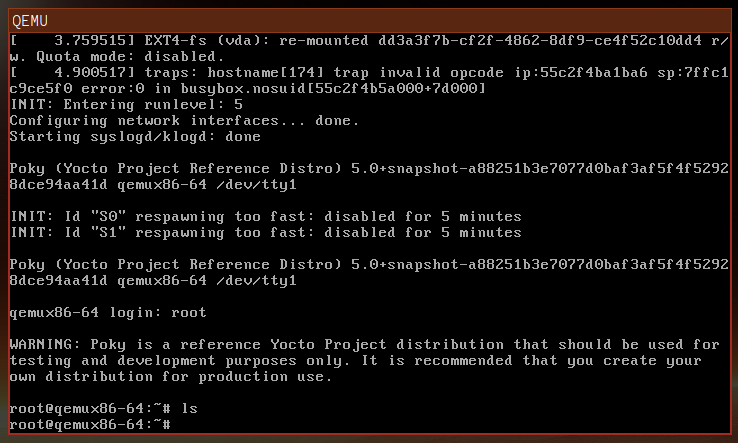 QEMU
[    3.759515] EXT4-fs (vda): re-mounted dd3a3f7b-cf2f-4862-8df9-ce4f52c10dd4 r/
w. Quota mode: disabled.
[    4.900517] traps: hostname[174] trap invalid opcode ip:55c2f4ba1ba6 sp:7ffc1
c9ce5f0 error:0 in busybox.nosuid[55c2f4b5a000+7d000]
INIT: Entering runlevel: 5
Configuring network interfaces... done.
Starting syslogd/klogd: done
Poky (Yocto Project Reference Distro) 5.0+snapshot-a88251b3e7077d0baf3af5f4f5292
8dce94aa41d qemux86-64 /dev/tty1
INIT: Id "S0" respawning too fast: disabled for 5 minutes
INIT: Id "S1" respawning too fast: disabled for 5 minutes
Poky (Yocto Project Reference Distro) 5.0+snapshot-a88251b3e7077d0baf3af5f4f5292
8dce94aa41d qemux86-64 /dev/tty1
qemux86-64 login: root
WARNING: Poky is a reference Yocto Project distribution that should be used for
testing and development purposes only. It is recommended that you create your
own distribution for production use.
root@qemux86-64:~# ls
root@qemux86-64:~#